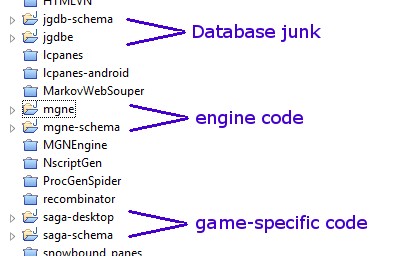 HTMLVN
jgdb-schema
jgdbe
Database junk
lcpanes
lcpanes-android
MarkovWebSouper
mgne
engine code
mgne-schema
MGNEngine
NscriptGen
ProcGenSpider
recombinator
saga-desktop
game-specific code
saga-schema
snowbound_panes